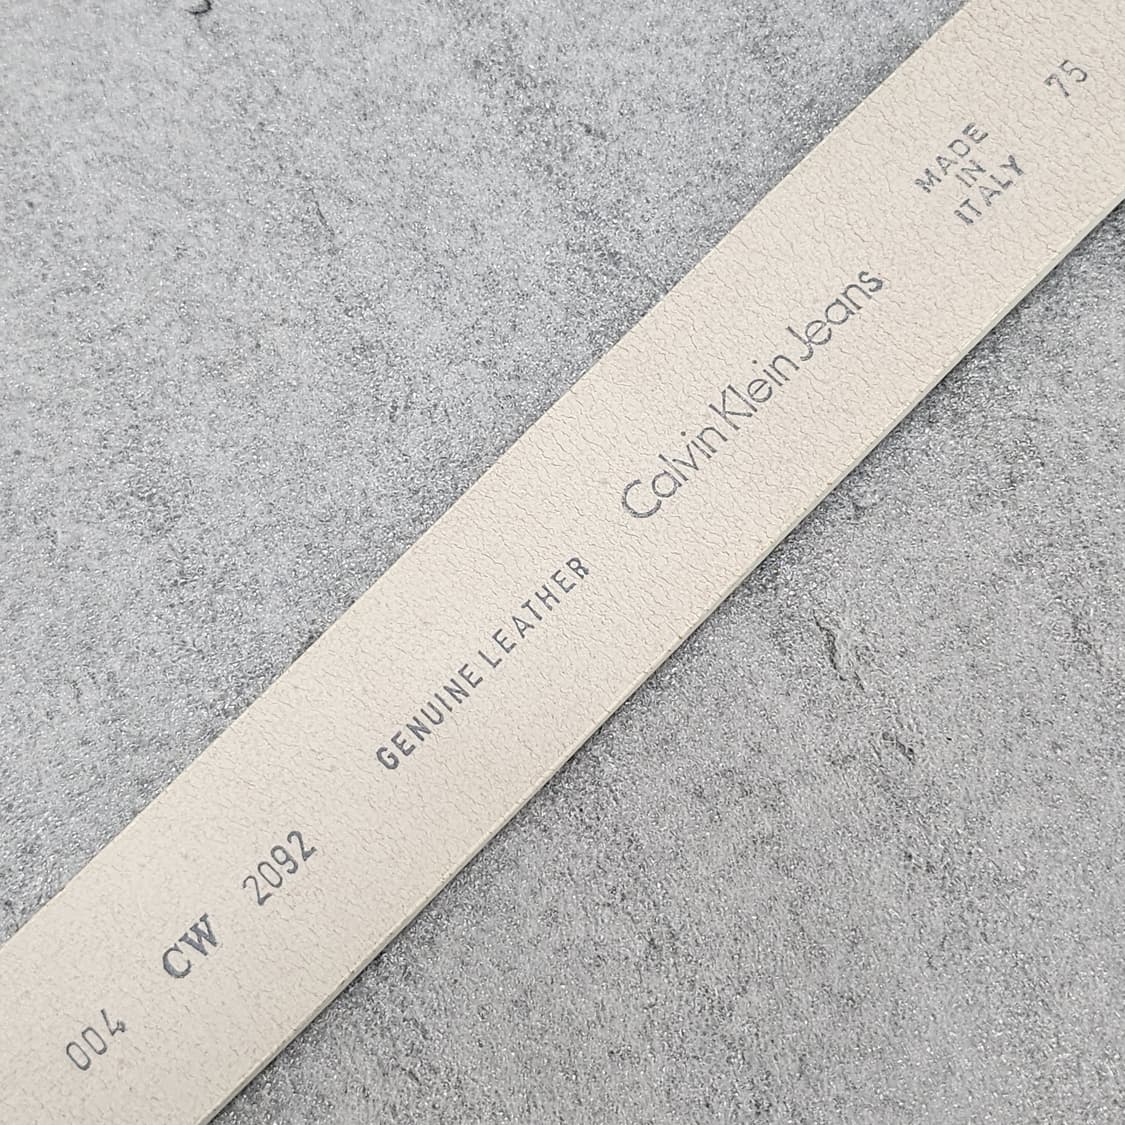 004 CW 2092 GENUINE LEATHER Calvin Klein Jeans
MADE
IN
ITALY
75